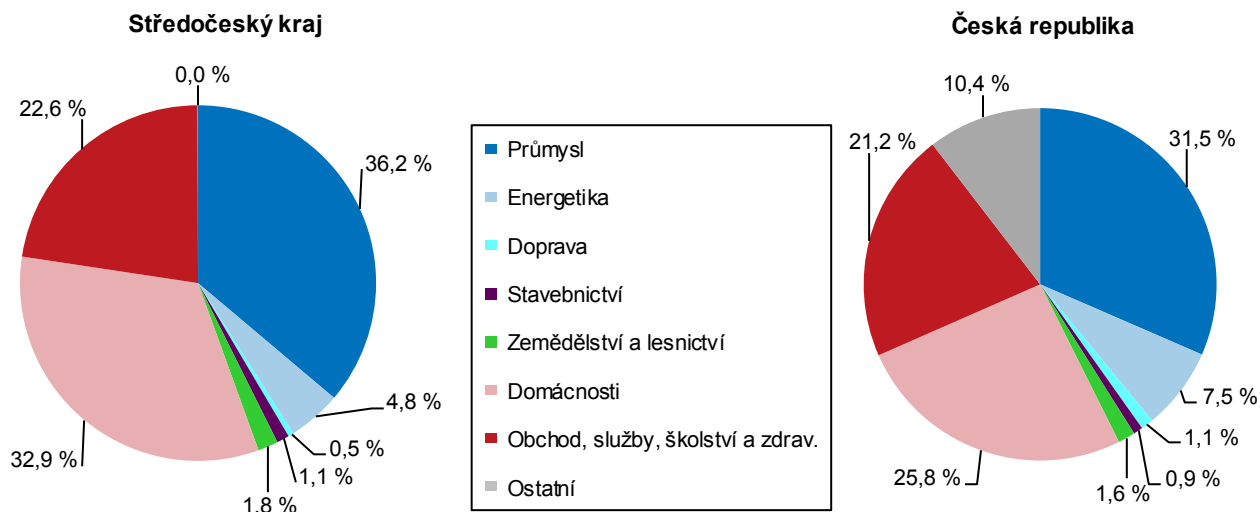 Středočeský kraj
0,0 %
22,6 %
36,2 %
4,8 %
0,5 %
1,1 %
1,8 %
32,9 %
Průmysl
Energetika
Doprava
Stavebnictví
Zemědělství a lesnictví
Domácnosti
Obchod, služby, školství a zdrav.
Ostatní
Česká republika
10,4 %
21,2 %
31,5 %
7,5 %
1,1 %
0,9 %
1,6 %
25,8 %